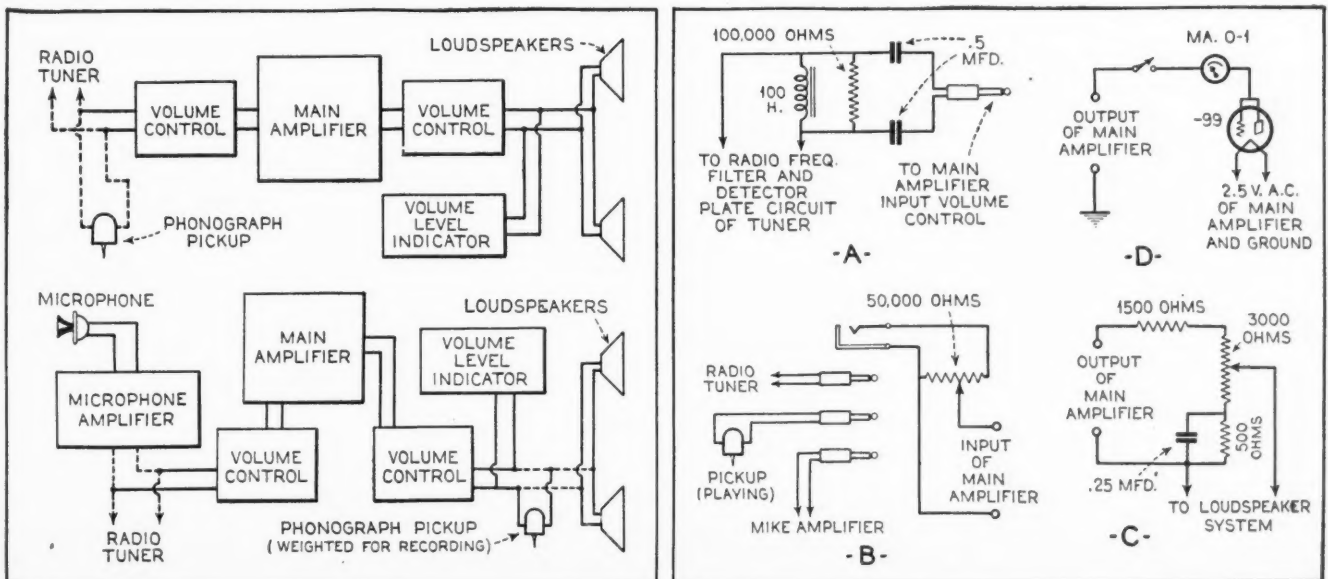 LOUDSPEAKERS
RADIO
TUNER
VOLUME
CONTROL
MAIN
AMPLIFIER
VOLUME
CONTROL
VOLUME
LEVEL
INDICATOR
PHONOGRAPH
PICKUP
MICROPHONE
MICROPHONE
AMPLIFIER
RADIO
TUNER
VOLUME
CONTROL
MAIN
AMPLIFIER
VOLUME
CONTROL
VOLUME
LEVEL
INDICATOR
LOUDSPEAKERS
PHONOGRAPH PICKUP
(WEIGHTED FOR RECORDING)
100,000 OHMS
.5
MFD.
100
H.
TO RADIO FREQ.
FILTER AND
DETECTOR
PLATE CIRCUIT
OF TUNER
TO MAIN
AMPLIFIER
INPUT VOLUME
CONTROL
-A-
MA. 0-1
OUTPUT
OF MAIN
AMPLIFIER
-99
2.5 V. A.C.
OF MAIN
AMPLIFIER
AND GROUND
-D-
50,000 OHMS
RADIO
TUNER
PICKUP
(PLAYING)
MIKE AMPLIFIER
INPUT
OF
MAIN
AMPLIFIER
-B-
1500 OHMS
3000
OHMS
OUTPUT
OF MAIN
AMPLIFIER
500
OHMS
.25 MFD.
TO LOUDSPEAKER
SYSTEM
-C-